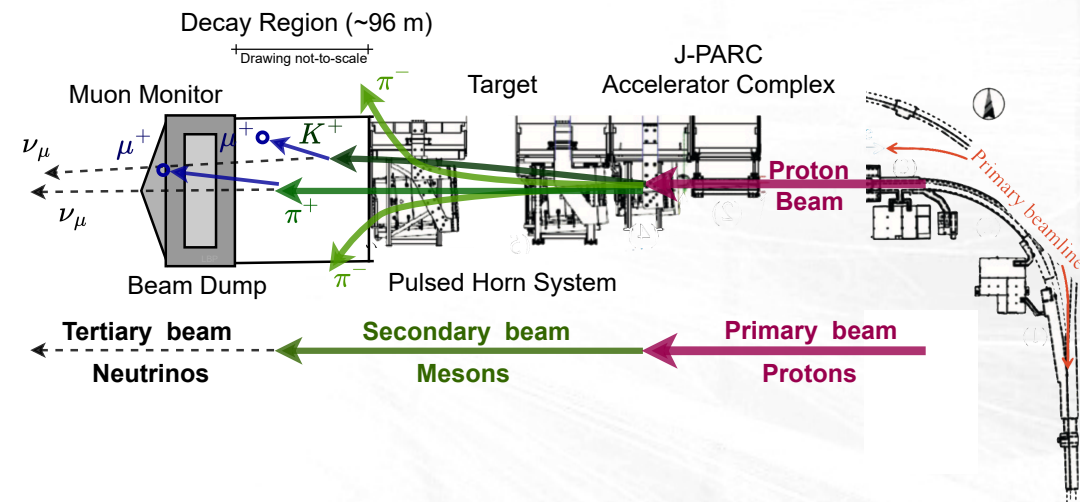 Decay Region (~96 m)
Drawing not-to-scale
J-PARC
Accelerator Complex
Target
Muon Monitor
π⁻
μ⁺
K⁺
μ⁺
ν_μ
Proton
Beam
π⁺
ν_μ
Primary beamline
π⁻
Beam Dump
Pulsed Horn System
Tertiary beam
Secondary beam
Primary beam
Neutrinos
Mesons
Protons